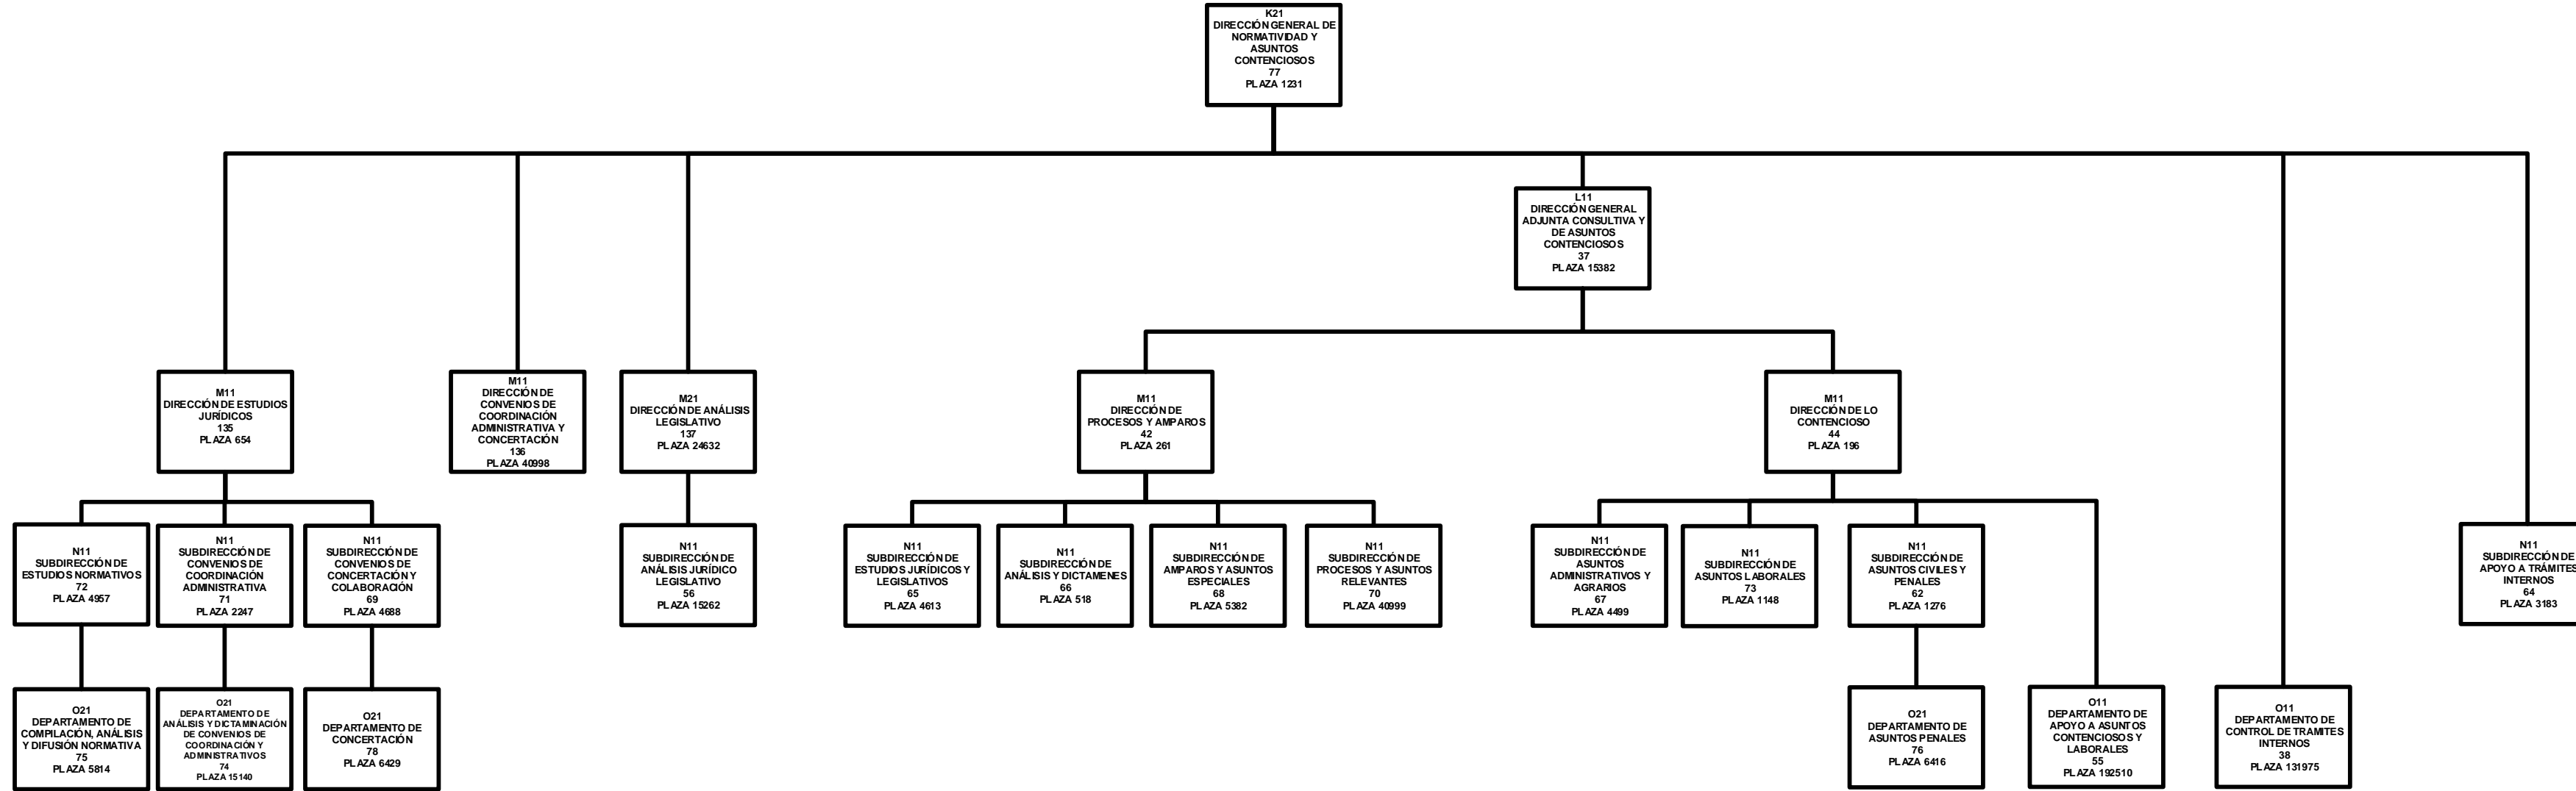 K21
DIRECCIÓN GENERAL DE
NORMATIVIDAD Y
ASUNTOS
CONTENCIOSOS
77
PLAZA 1231
L11
DIRECCIÓN GENERAL
ADJUNTA CONSULTIVA Y
DE ASUNTOS
CONTENCIOSOS
37
PLAZA 15382
M11
DIRECCIÓN DE ESTUDIOS
JURÍDICOS
135
PLAZA 654
M11
DIRECCIÓN DE
CONVENIOS DE
COORDINACIÓN
ADMINISTRATIVA Y
CONCERTACIÓN
136
PLAZA 40998
M21
DIRECCIÓN DE ANÁLISIS
LEGISLATIVO
137
PLAZA 24632
M11
DIRECCIÓN DE
PROCESOS Y AMPAROS
42
PLAZA 261
M11
DIRECCIÓN DE LO
CONTENCIOSO
44
PLAZA 196
N11
SUBDIRECCIÓN DE
ESTUDIOS NORMATIVOS
72
PLAZA 4957
N11
SUBDIRECCIÓN DE
CONVENIOS DE
COORDINACIÓN
ADMINISTRATIVA
71
PLAZA 2247
N11
SUBDIRECCIÓN DE
CONVENIOS DE
CONCERTACIÓN Y
COLABORACIÓN
69
PLAZA 4688
N11
SUBDIRECCIÓN DE
ANÁLISIS JURÍDICO
LEGISLATIVO
56
PLAZA 15262
N11
SUBDIRECCIÓN DE
ESTUDIOS JURÍDICOS Y
LEGISLATIVOS
65
PLAZA 4613
N11
SUBDIRECCIÓN DE
ANÁLISIS Y DICTAMENES
66
PLAZA 518
N11
SUBDIRECCIÓN DE
AMPAROS Y ASUNTOS
ESPECIALES
68
PLAZA 5382
N11
SUBDIRECCIÓN DE
PROCESOS Y ASUNTOS
RELEVANTES
70
PLAZA 40999
N11
SUBDIRECCIÓN DE
ASUNTOS
ADMINISTRATIVOS Y
AGRARIOS
67
PLAZA 4499
N11
SUBDIRECCIÓN DE
ASUNTOS LABORALES
73
PLAZA 1148
N11
SUBDIRECCIÓN DE
ASUNTOS CIVILES Y
PENALES
62
PLAZA 1276
N11
SUBDIRECCIÓN DE
APOYO A TRÁMITES
INTERNOS
64
PLAZA 3183
O21
DEPARTAMENTO DE
COMPILACIÓN, ANÁLISIS
Y DIFUSIÓN NORMATIVA
75
PLAZA 5814
O21
DEPARTAMENTO DE
ANÁLISIS Y DICTAMINACIÓN
DE CONVENIOS DE
COORDINACIÓN Y
ADMINISTRATIVOS
74
PLAZA 15140
O21
DEPARTAMENTO DE
CONCERTACIÓN
78
PLAZA 6429
O21
DEPARTAMENTO DE
ASUNTOS PENALES
76
PLAZA 6416
O11
DEPARTAMENTO DE
APOYO A ASUNTOS
CONTENCIOSOS Y
LABORALES
55
PLAZA 192510
O11
DEPARTAMENTO DE
CONTROL DE TRAMITES
INTERNOS
38
PLAZA 131975